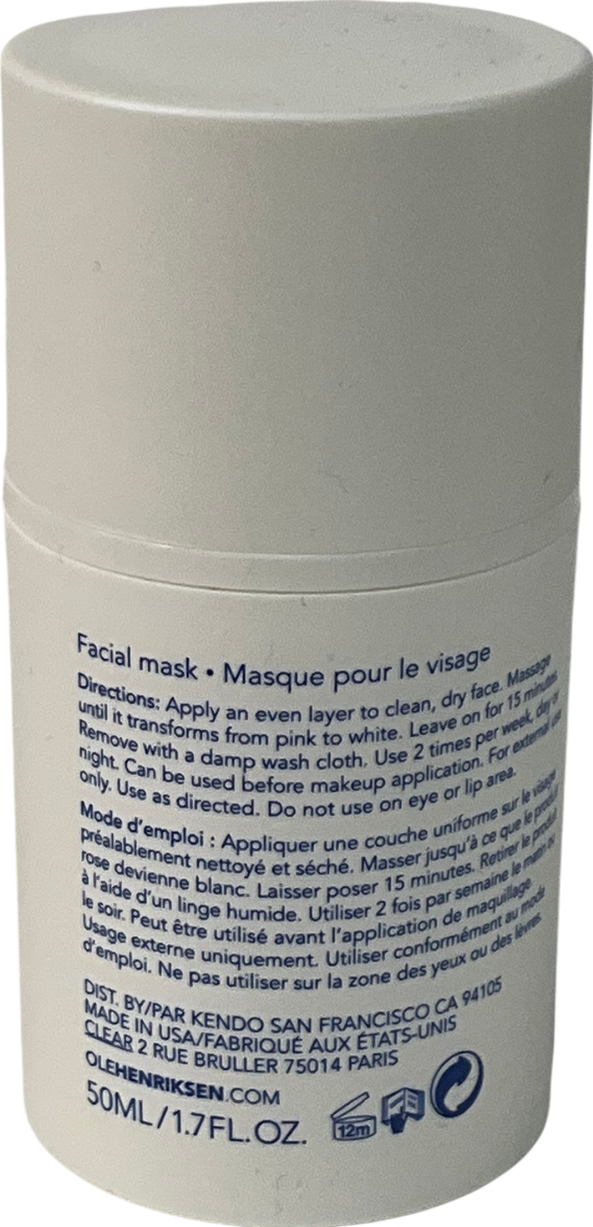 Facial mask • Masque pour le visage
Directions: Apply an even layer to clean, dry face. Massage
until it transforms from pink to white. Leave on for 15 minutes.
Remove with a damp wash cloth. Use 2 times per week, day or
night. Can be used before makeup application. For external use
only. Use as directed. Do not use on eye or lip area.
Mode d'emploi : Appliquer une couche uniforme sur le visage
préalablement nettoyé et séché. Masser jusqu'à ce que le produit
rose devienne blanc. Laisser poser 15 minutes. Retirer le produit
à l'aide d'un linge humide. Utiliser 2 fois par semaine le matin ou
le soir. Peut être utilisé avant l'application de maquillage.
Usage externe uniquement. Utiliser conformément au mode
d'emploi. Ne pas utiliser sur la zone des yeux ou des lèvres.
DIST. BY/PAR KENDO SAN FRANCISCO CA 94105
MADE IN USA/FABRIQUÉ AUX ÉTATS-UNIS
CLEAR 2 RUE BRULLER 75014 PARIS
OLEHENRIKSEN.COM
50ML/1.7FL.OZ. 12m